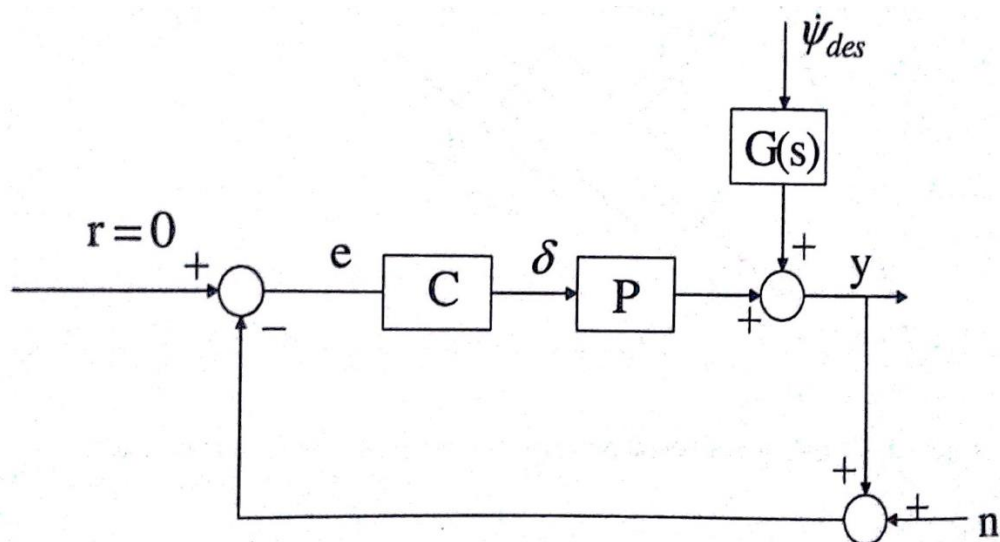 ψ̇des
G(s)
r = 0
+
e
C
δ
P
+
y
−
+
+
+
n